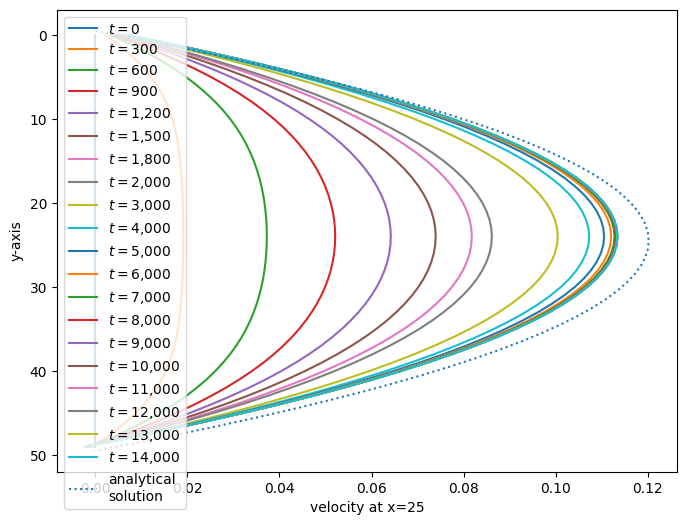 t = 0
t = 300
t = 600
t = 900
t = 1,200
t = 1,500
t = 1,800
t = 2,000
t = 3,000
t = 4,000
t = 5,000
t = 6,000
t = 7,000
t = 8,000
t = 9,000
t = 10,000
t = 11,000
t = 12,000
t = 13,000
t = 14,000
analytical
solution
0
10
20
30
40
50
y-axis
0.00 0.02 0.04 0.06 0.08 0.10 0.12
velocity at x=25